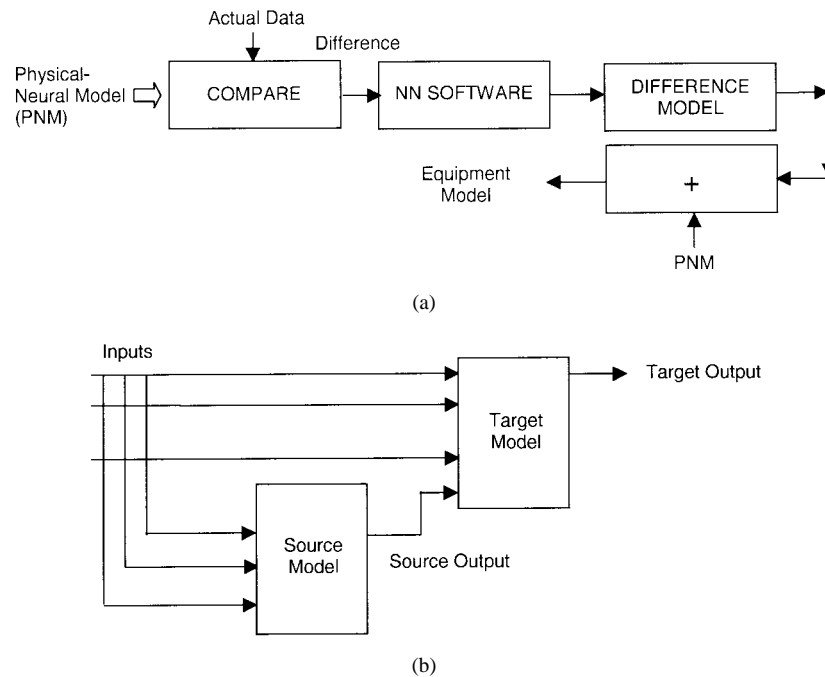 Actual Data
Difference
Physical-
Neural Model
(PNM)
COMPARE
NN SOFTWARE
DIFFERENCE
MODEL
Equipment
Model
+
PNM
(a)
Inputs
Target Output
Target
Model
Source
Model
Source Output
(b)